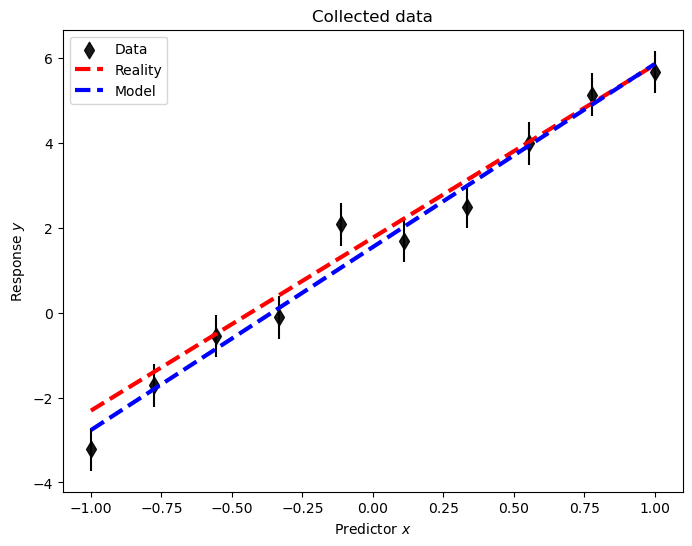 Collected data
Data
Reality
Model
6
4
2
0
−2
−4
Response y
−1.00 −0.75 −0.50 −0.25 0.00 0.25 0.50 0.75 1.00
Predictor x